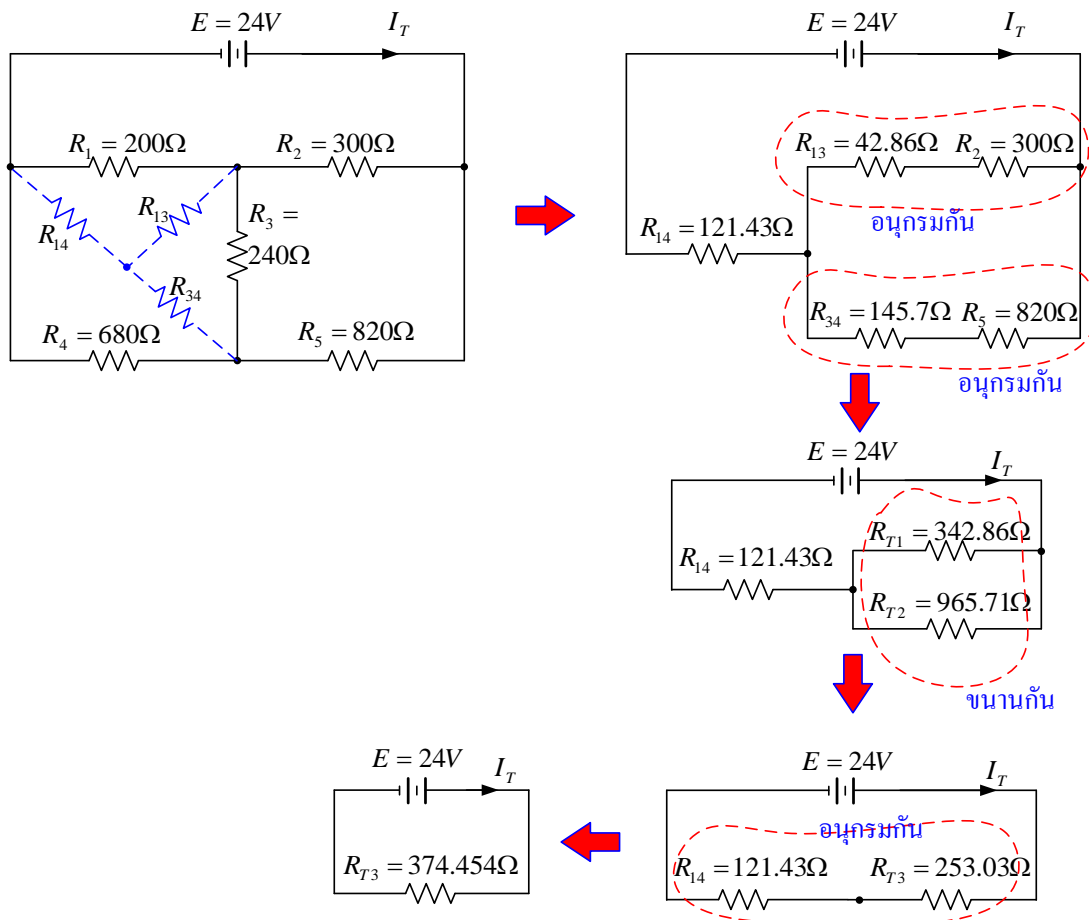 E = 24V
I_T
R_1 = 200Ω
R_2 = 300Ω
R_13
R_14
R_3 =
240Ω
R_34
R_4 = 680Ω
R_5 = 820Ω
E = 24V
I_T
R_13 = 42.86Ω
R_2 = 300Ω
อนุกรมกัน
R_14 = 121.43Ω
R_34 = 145.7Ω
R_5 = 820Ω
อนุกรมกัน
E = 24V
I_T
R_T1 = 342.86Ω
R_14 = 121.43Ω
R_T2 = 965.71Ω
ขนานกัน
E = 24V
I_T
R_T3 = 374.454Ω
E = 24V
I_T
อนุกรมกัน
R_14 = 121.43Ω
R_T3 = 253.03Ω